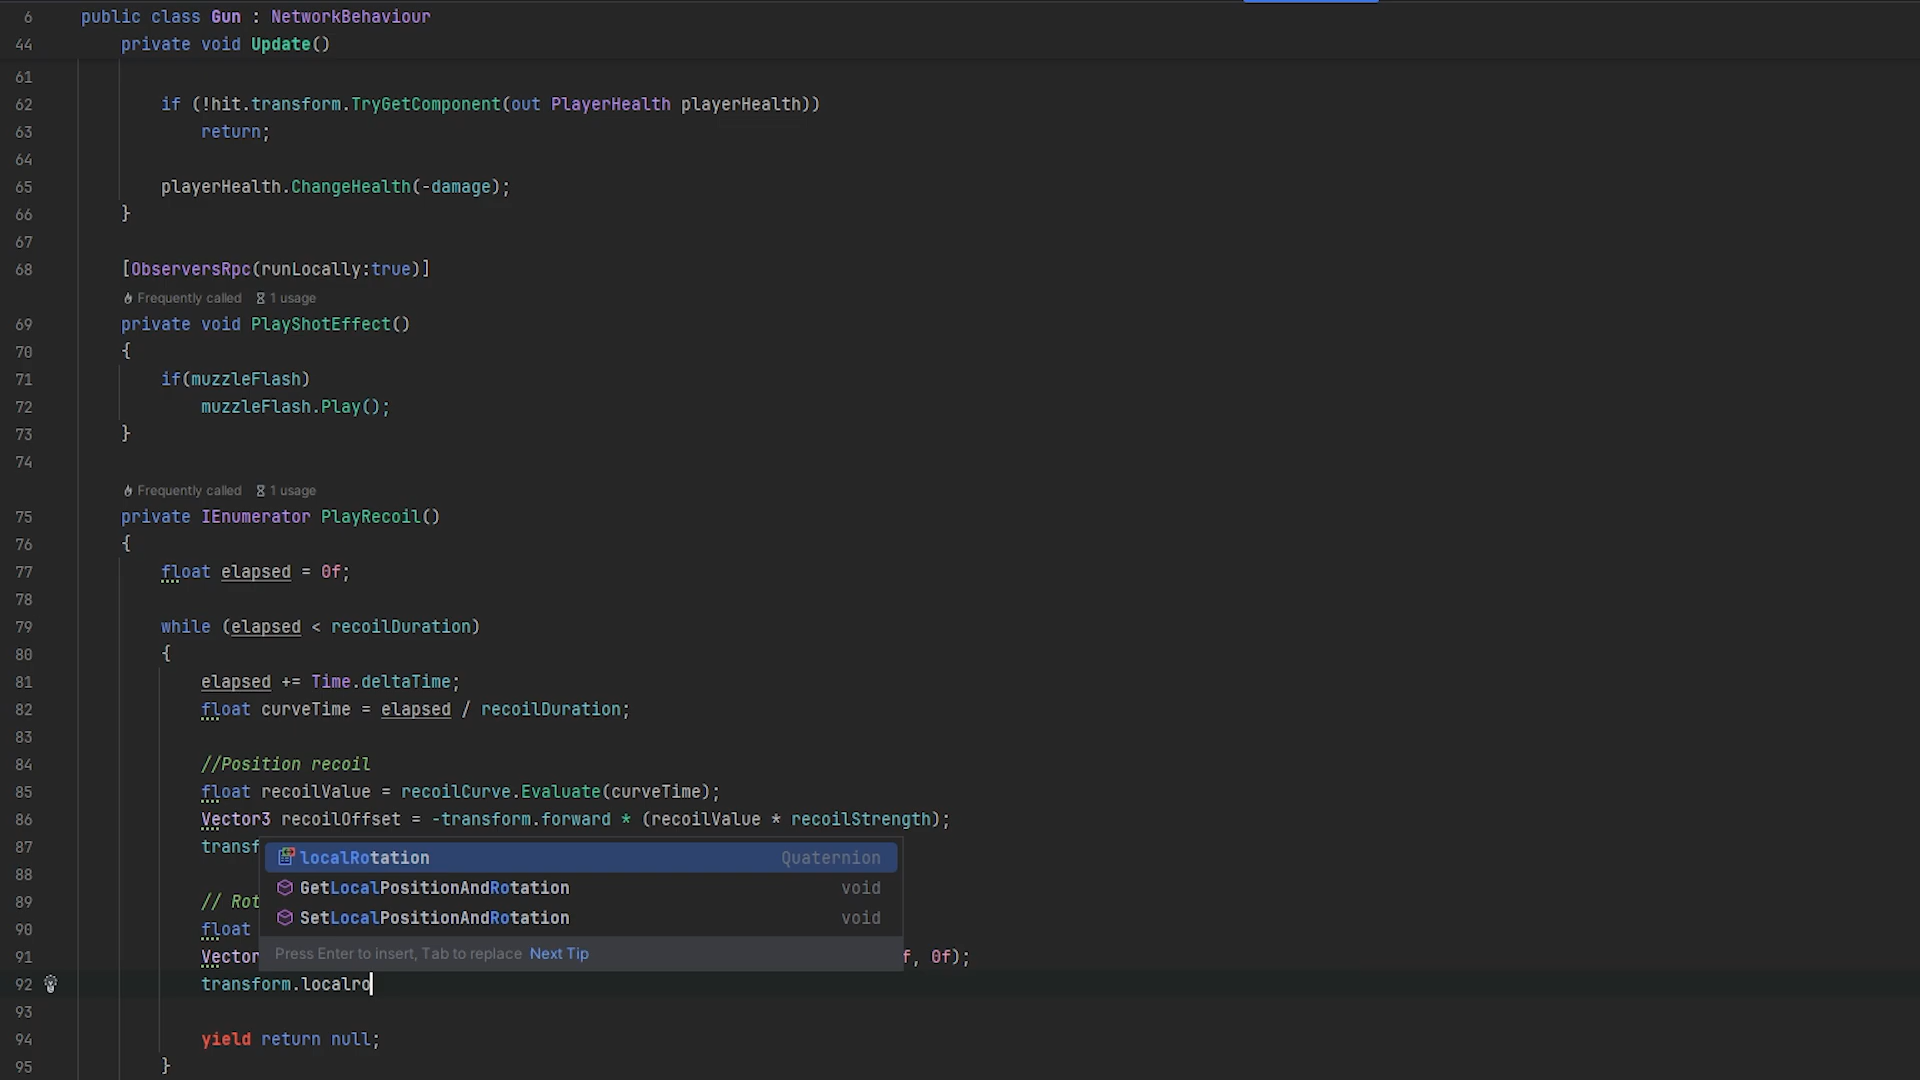 6 public class Gun : NetworkBehaviour
44 private void Update()
61
62 if (!hit.transform.TryGetComponent(out PlayerHealth playerHealth))
63 return;
64
65 playerHealth.ChangeHealth(-damage);
66 }
67
68 [ObserversRpc(runLocally:true)]
Frequently called 1 usage
69 private void PlayShotEffect()
70 {
71 if(muzzleFlash)
72 muzzleFlash.Play();
73 }
74
Frequently called 1 usage
75 private IEnumerator PlayRecoil()
76 {
77 float elapsed = 0f;
78
79 while (elapsed < recoilDuration)
80 {
81 elapsed += Time.deltaTime;
82 float curveTime = elapsed / recoilDuration;
83
84 //Position recoil
85 float recoilValue = recoilCurve.Evaluate(curveTime);
86 Vector3 recoilOffset = -transform.forward * (recoilValue * recoilStrength);
87 transf
localRotation Quaternion
88
GetLocalPositionAndRotation void
89 // Rot
SetLocalPositionAndRotation void
90 float
91 Vector f, 0f);
Press Enter to insert, Tab to replace Next Tip
92 transform.localro
93
94 yield return null;
95 }